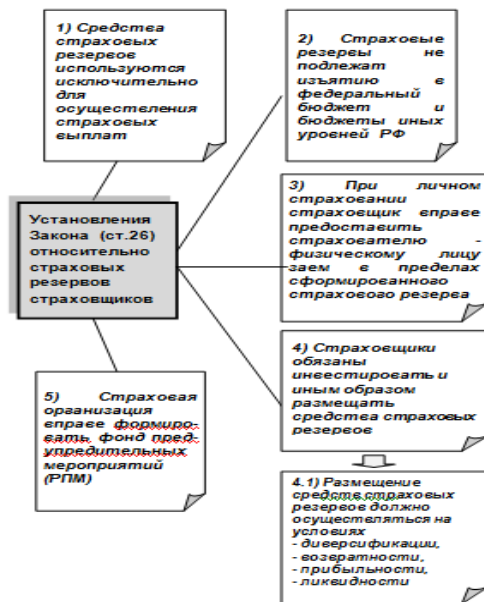 1) Средства
страховых
резервов
используются
исключительно
для
осуществления
страховых
выплат
2) Страховые
резервы не
подлежат
изъятию в
федеральный
бюджет и
бюджеты иных
уровней РФ
Установления
Закона (ст.26)
относительно
страховых
резервов
страховщиков
3) При личном
страховании
страховщик вправе
предоставить
страхователю -
физическому лицу
заем в пределах
сформированного
страхового резерва
4) Страховщики
обязаны
инвестировать и
иным образом
размещать
средства страховых
резервов
5) Страховая
организация
вправе формиро-
вать фонд пред-
упредительных
мероприятий
(РПМ)
4.1) Размещение
средств страховых
резервов должно
осуществляться на
условиях
- диверсификации,
- возвратности,
- прибыльности,
- ликвидности